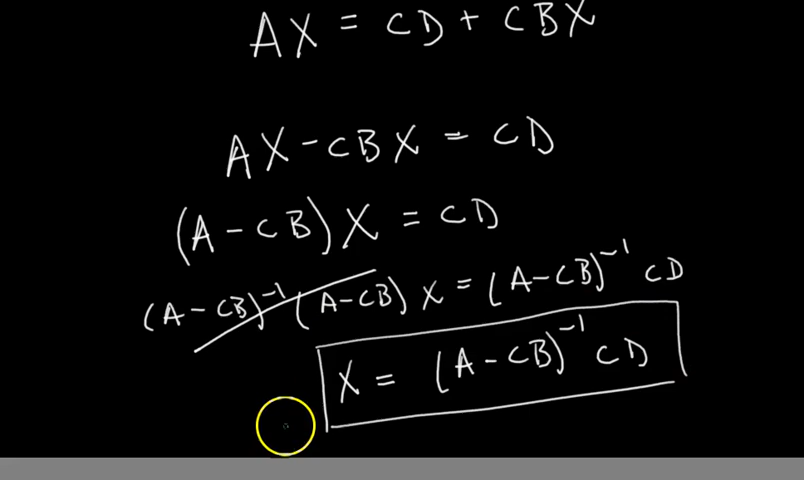 AX = CD + CBX
AX - CBX = CD
(A - CB) X = CD
(A - CB)⁻¹ (A - CB) X = (A - CB)⁻¹ CD
X = (A - CB)⁻¹ CD